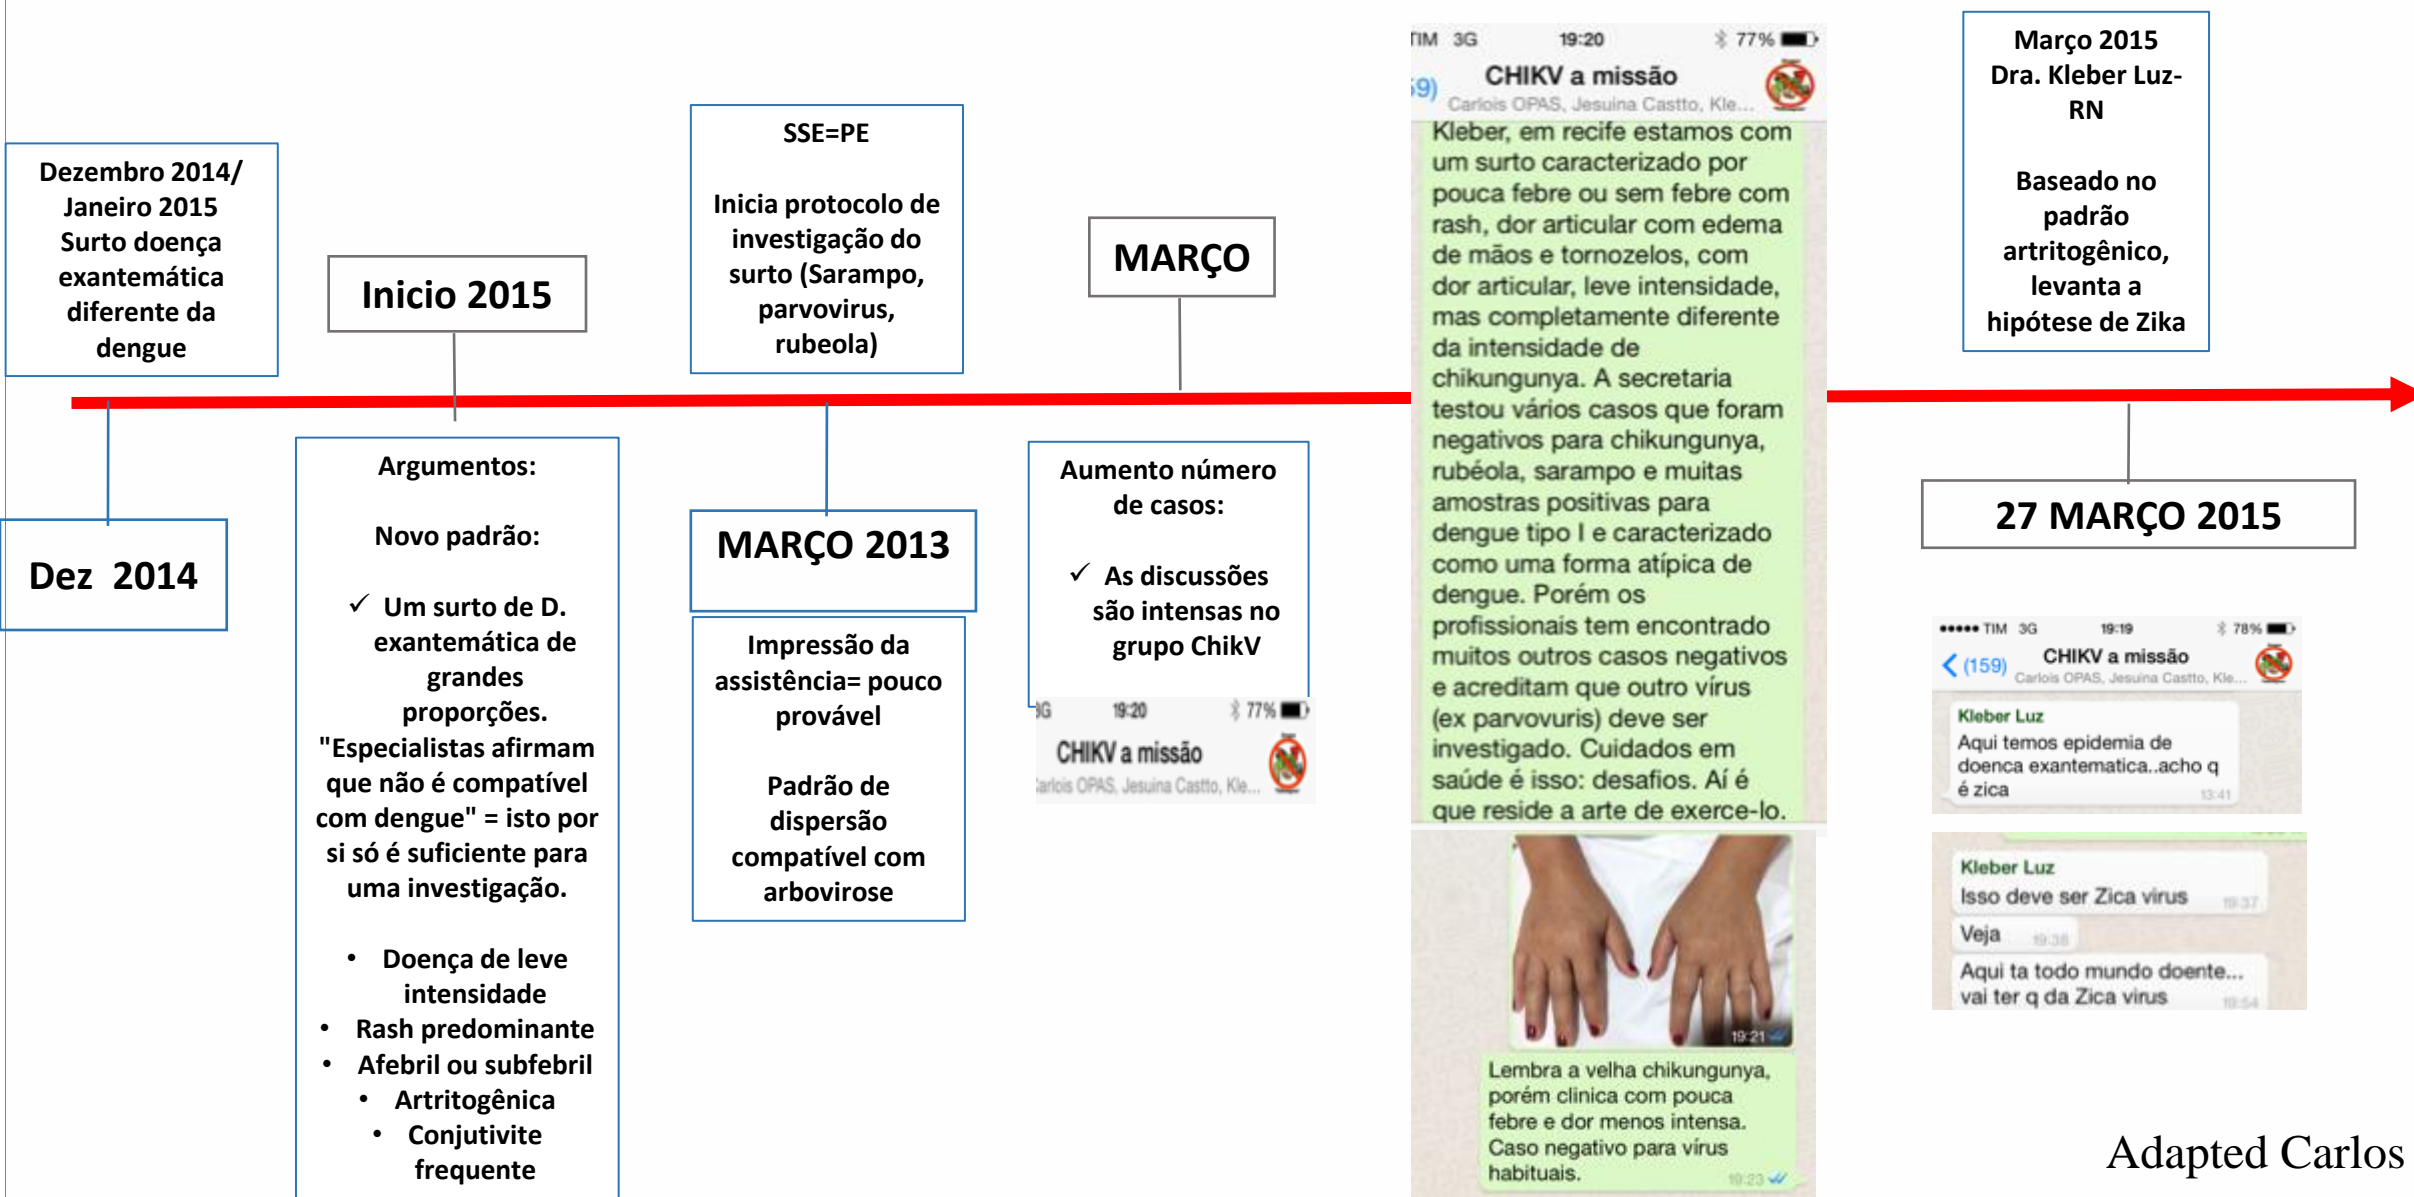 Dezembro 2014/
Janeiro 2015
Surto doença
exantemática
diferente da
dengue
Dez 2014
Inicio 2015
Argumentos:
Novo padrão:
✓ Um surto de D.
exantemática de
grandes
proporções.
"Especialistas afirmam
que não é compatível
com dengue" = isto por
si só é suficiente para
uma investigação.
• Doença de leve
intensidade
• Rash predominante
• Afebril ou subfebril
• Artritogênica
• Conjutivite
frequente
SSE=PE
Inicia protocolo de
investigação do
surto (Sarampo,
parvovirus,
rubeola)
MARÇO 2013
Impressão da
assistência= pouco
provável
Padrão de
dispersão
compatível com
arbovirose
MARÇO
Aumento número
de casos:
✓ As discussões
são intensas no
grupo ChikV
3G 19:20 77%
CHIKV a missão
Carlois OPAS, Jesuina Castto, Kle...
TIM 3G 19:20 77%
59) CHIKV a missão
Carlois OPAS, Jesuina Castto, Kle...
Kleber, em recife estamos com
um surto caracterizado por
pouca febre ou sem febre com
rash, dor articular com edema
de mãos e tornozelos, com
dor articular, leve intensidade,
mas completamente diferente
da intensidade de
chikungunya. A secretaria
testou vários casos que foram
negativos para chikungunya,
rubéola, sarampo e muitas
amostras positivas para
dengue tipo I e caracterizado
como uma forma atípica de
dengue. Porém os
profissionais tem encontrado
muitos outros casos negativos
e acreditam que outro vírus
(ex parvovuris) deve ser
investigado. Cuidados em
saúde é isso: desafios. Aí é
que reside a arte de exerce-lo.
19:21
Lembra a velha chikungunya,
porém clinica com pouca
febre e dor menos intensa.
Caso negativo para vírus
habituais.
19:23
Março 2015
Dra. Kleber Luz-
RN
Baseado no
padrão
artritogênico,
levanta a
hipótese de Zika
27 MARÇO 2015
TIM 3G 19:19 78%
(159) CHIKV a missão
Carlois OPAS, Jesuina Castto, Kle...
Kleber Luz
Aqui temos epidemia de
doenca exantematica..acho q
é zica 13:41
Kleber Luz
Isso deve ser Zica virus 19:37
Veja 19:38
Aqui ta todo mundo doente...
vai ter q da Zica virus 19:54
Adapted Carlos